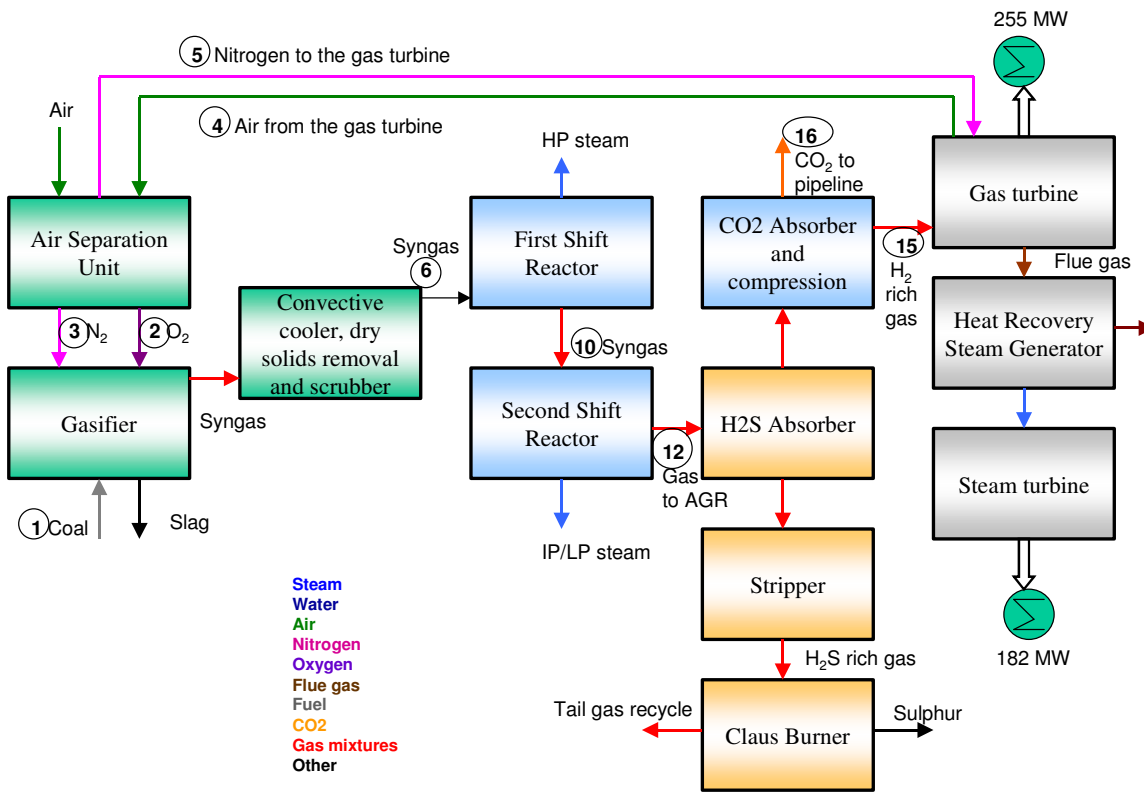 255 MW
5 Nitrogen to the gas turbine
Air
4 Air from the gas turbine
HP steam
16
CO₂ to
pipeline
Gas turbine
Air Separation
Unit
Syngas
6
First Shift
Reactor
CO2 Absorber
and
compression
15
H₂
rich
gas
Flue gas
3 N₂
2 O₂
Convective
cooler, dry
solids removal
and scrubber
10 Syngas
Heat Recovery
Steam Generator
Gasifier
Syngas
Second Shift
Reactor
12
Gas
to AGR
H2S Absorber
Steam turbine
1 Coal
Slag
IP/LP steam
Stripper
Steam
Water
Air
Nitrogen
Oxygen
Flue gas
Fuel
CO2
Gas mixtures
Other
182 MW
H₂S rich gas
Tail gas recycle
Claus Burner
Sulphur